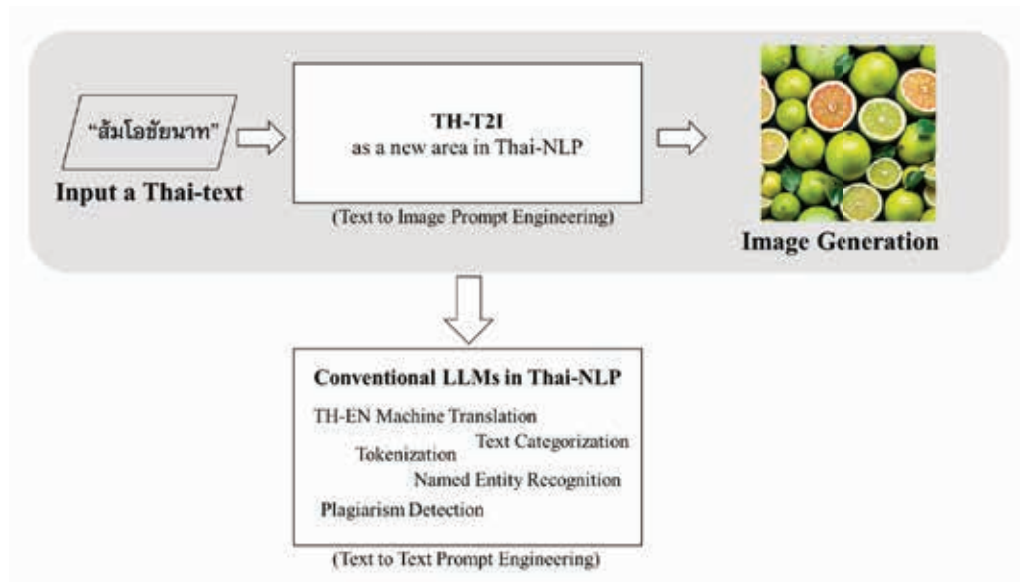 “ส้มโอชัยนาท”
Input a Thai-text
TH-T2I
as a new area in Thai-NLP
(Text to Image Prompt Engineering)
Image Generation
Conventional LLMs in Thai-NLP
TH-EN Machine Translation
Text Categorization
Tokenization
Named Entity Recognition
Plagiarism Detection
(Text to Text Prompt Engineering)